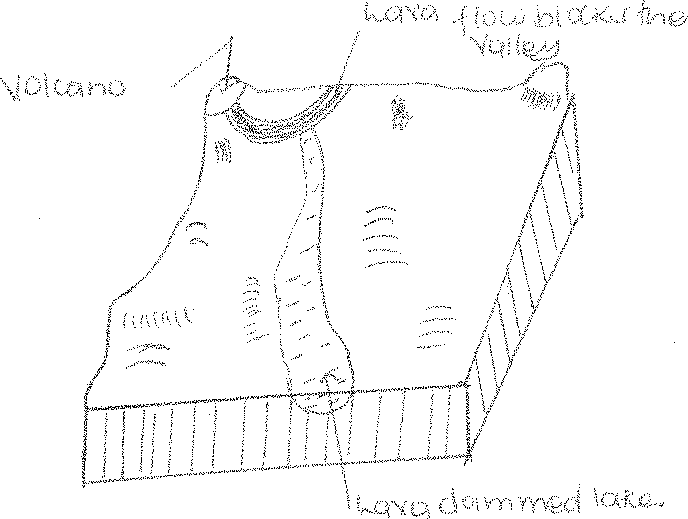 Lava flow blocks the
Valley
Volcano
Lava dammed lake.